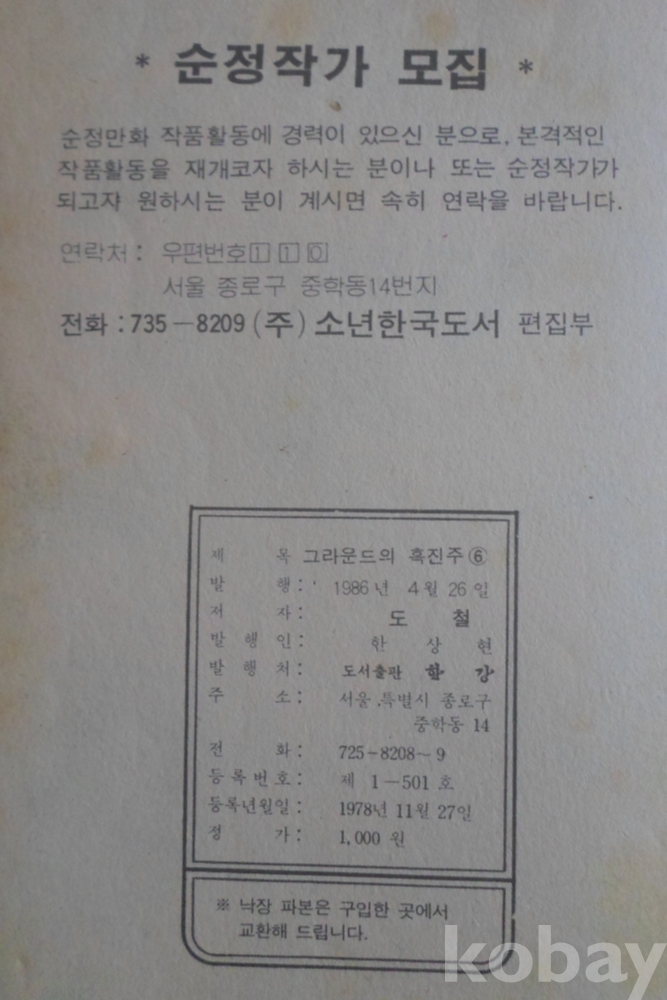 * 순정작가 모집 *
순정만화 작품활동에 경력이 있으신 분으로, 본격적인
작품활동을 재개코자 하시는 분이나 또는 순정작가가
되고쟈 원하시는 분이 계시면 속히 연락을 바랍니다.
연락처 : 우편번호 1 1 0
서울 종로구 중학동14번지
전화 : 735-8209 (주) 소년한국도서 편집부
제 목 그라운드의 흑진주 ⑥
발 행 : 1986년 4월 26일
저 자 : 도 철
발 행 인 : 한 상 현
발 행 처 : 도서출판 한 강
주 소 : 서울 특별시 종로구
중학동 14
전 화 : 725-8208~9
등록번호 : 제 1-501 호
등록년월일 : 1978년 11월 27일
정 가 : 1,000 원
※ 낙장 파본은 구입한 곳에서
교환해 드립니다.
kobay